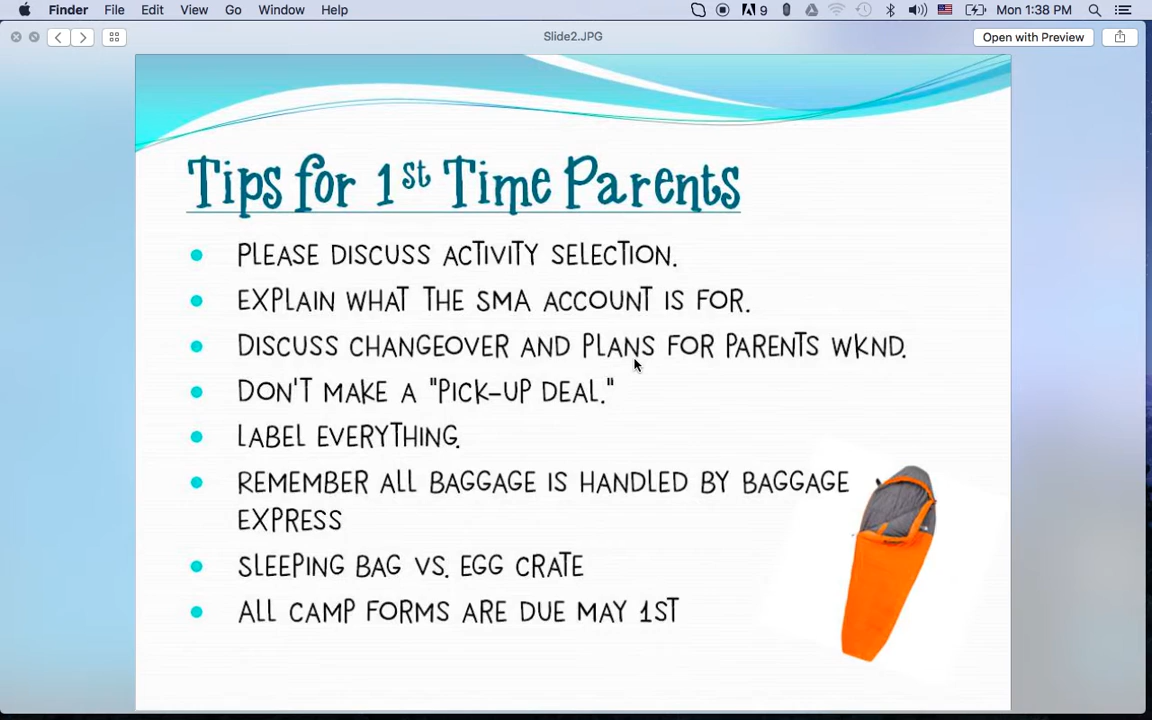 Finder File Edit View Go Window Help 9 Mon 1:38 PM
Slide2.JPG Open with Preview
Tips for 1st Time Parents
PLEASE DISCUSS ACTIVITY SELECTION.
EXPLAIN WHAT THE SMA ACCOUNT IS FOR.
DISCUSS CHANGEOVER AND PLANS FOR PARENTS WKND.
DON'T MAKE A "PICK-UP DEAL."
LABEL EVERYTHING.
REMEMBER ALL BAGGAGE IS HANDLED BY BAGGAGE
EXPRESS
SLEEPING BAG VS. EGG CRATE
ALL CAMP FORMS ARE DUE MAY 1ST